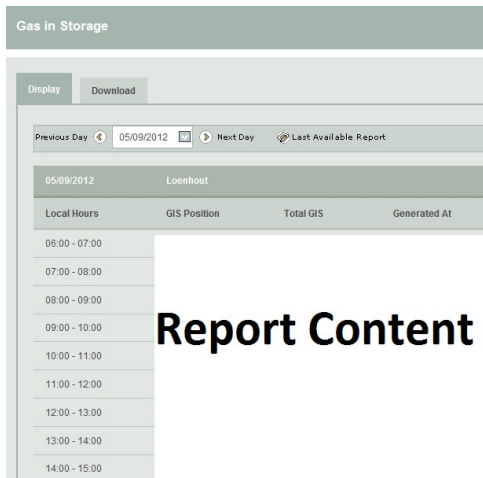 Gas in Storage
Display Download
Previous Day 05/09/2012 Next Day Last Available Report
05/09/2012 Loenhout
Local Hours GIS Position Total GIS Generated At
06:00 - 07:00
07:00 - 08:00
08:00 - 09:00
09:00 - 10:00
Report Content
10:00 - 11:00
11:00 - 12:00
12:00 - 13:00
13:00 - 14:00
14:00 - 15:00